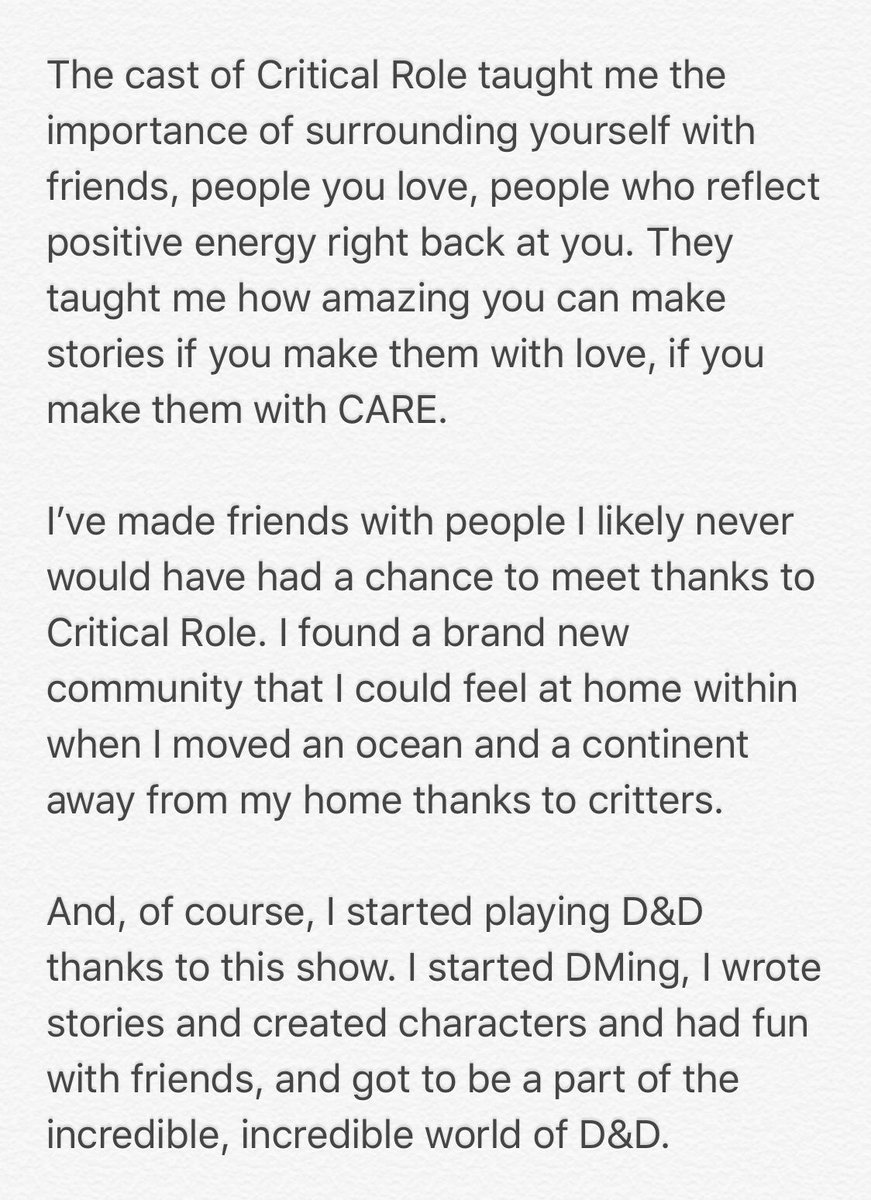 The cast of Critical Role taught me the
importance of surrounding yourself with
friends, people you love, people who reflect
positive energy right back at you. They
taught me how amazing you can make
stories if you make them with love, if you
make them with CARE.
I’ve made friends with people I likely never
would have had a chance to meet thanks to
Critical Role. I found a brand new
community that I could feel at home within
when I moved an ocean and a continent
away from my home thanks to critters.
And, of course, I started playing D&D
thanks to this show. I started DMing, I wrote
stories and created characters and had fun
with friends, and got to be a part of the
incredible, incredible world of D&D.